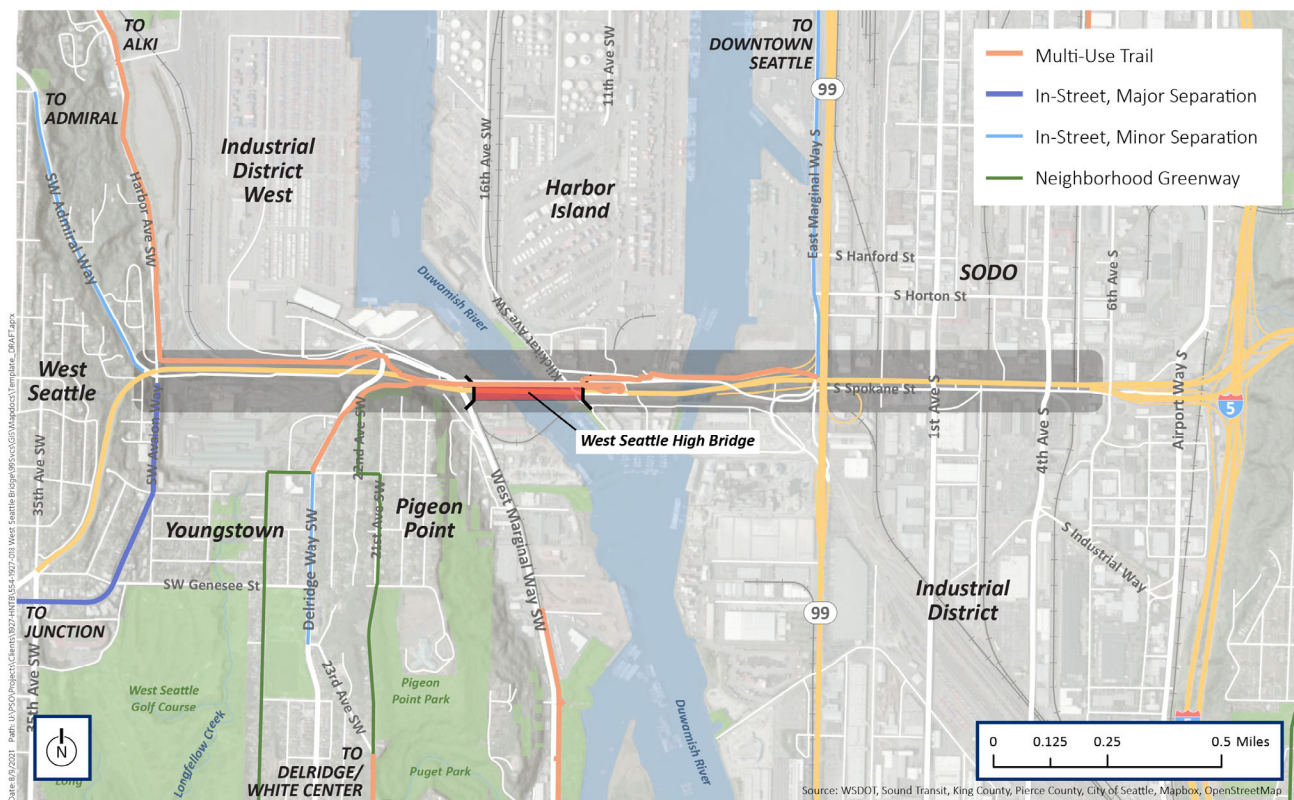 TO
ALKI
TO
ADMIRAL
Industrial
District
West
16th Ave SW
11th Ave SW
Harbor
Island
TO
DOWNTOWN
SEATTLE
99
Multi-Use Trail
In-Street, Major Separation
In-Street, Minor Separation
Neighborhood Greenway
SW Admiral Way
Harbor Ave SW
Duwamish River
Klickitat Ave SW
East Marginal Way S
S Hanford St
SODO
S Horton St
6th Ave S
West
Seattle
S Spokane St
1st Ave S
4th Ave S
Airport Way S
5
35th Ave SW
SW Avalon Way
22nd Ave SW
West Seattle High Bridge
Youngstown
Pigeon
Point
21st Ave SW
West Marginal Way SW
Delridge Way SW
SW Genesee St
S Industrial Way
Industrial
District
99
TO
JUNCTION
35th Ave SW
23rd Ave SW
West Seattle
Golf Course
Longfellow Creek
Pigeon
Point Park
Duwamish River
Puget Park
TO
DELRIDGE/
WHITE CENTER
N
Long
0 0.125 0.25 0.5 Miles
Source: WSDOT, Sound Transit, King County, Pierce County, City of Seattle, Mapbox, OpenStreetMap